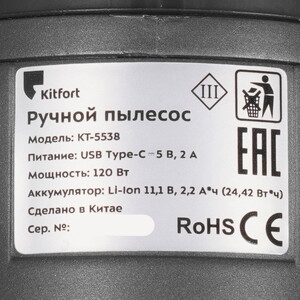 Kitfort
III
Ручной пылесос
Модель: КТ-5538
Питание: USB Type-C⎓5 В, 2 А
Мощность: 120 Вт
Аккумулятор: Li-Ion 11,1 В, 2,2 А*ч (24,42 Вт*ч)
Сделано в Китае
Сер. №:
EAC
RoHS CE